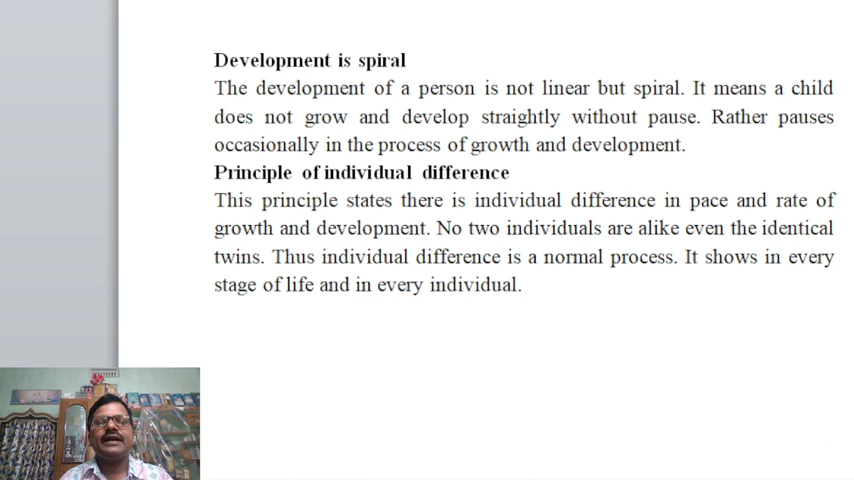 Development is spiral
The development of a person is not linear but spiral. It means a child
does not grow and develop straightly without pause. Rather pauses
occasionally in the process of growth and development.
Principle of individual difference
This principle states there is individual difference in pace and rate of
growth and development. No two individuals are alike even the identical
twins. Thus individual difference is a normal process. It shows in every
stage of life and in every individual.